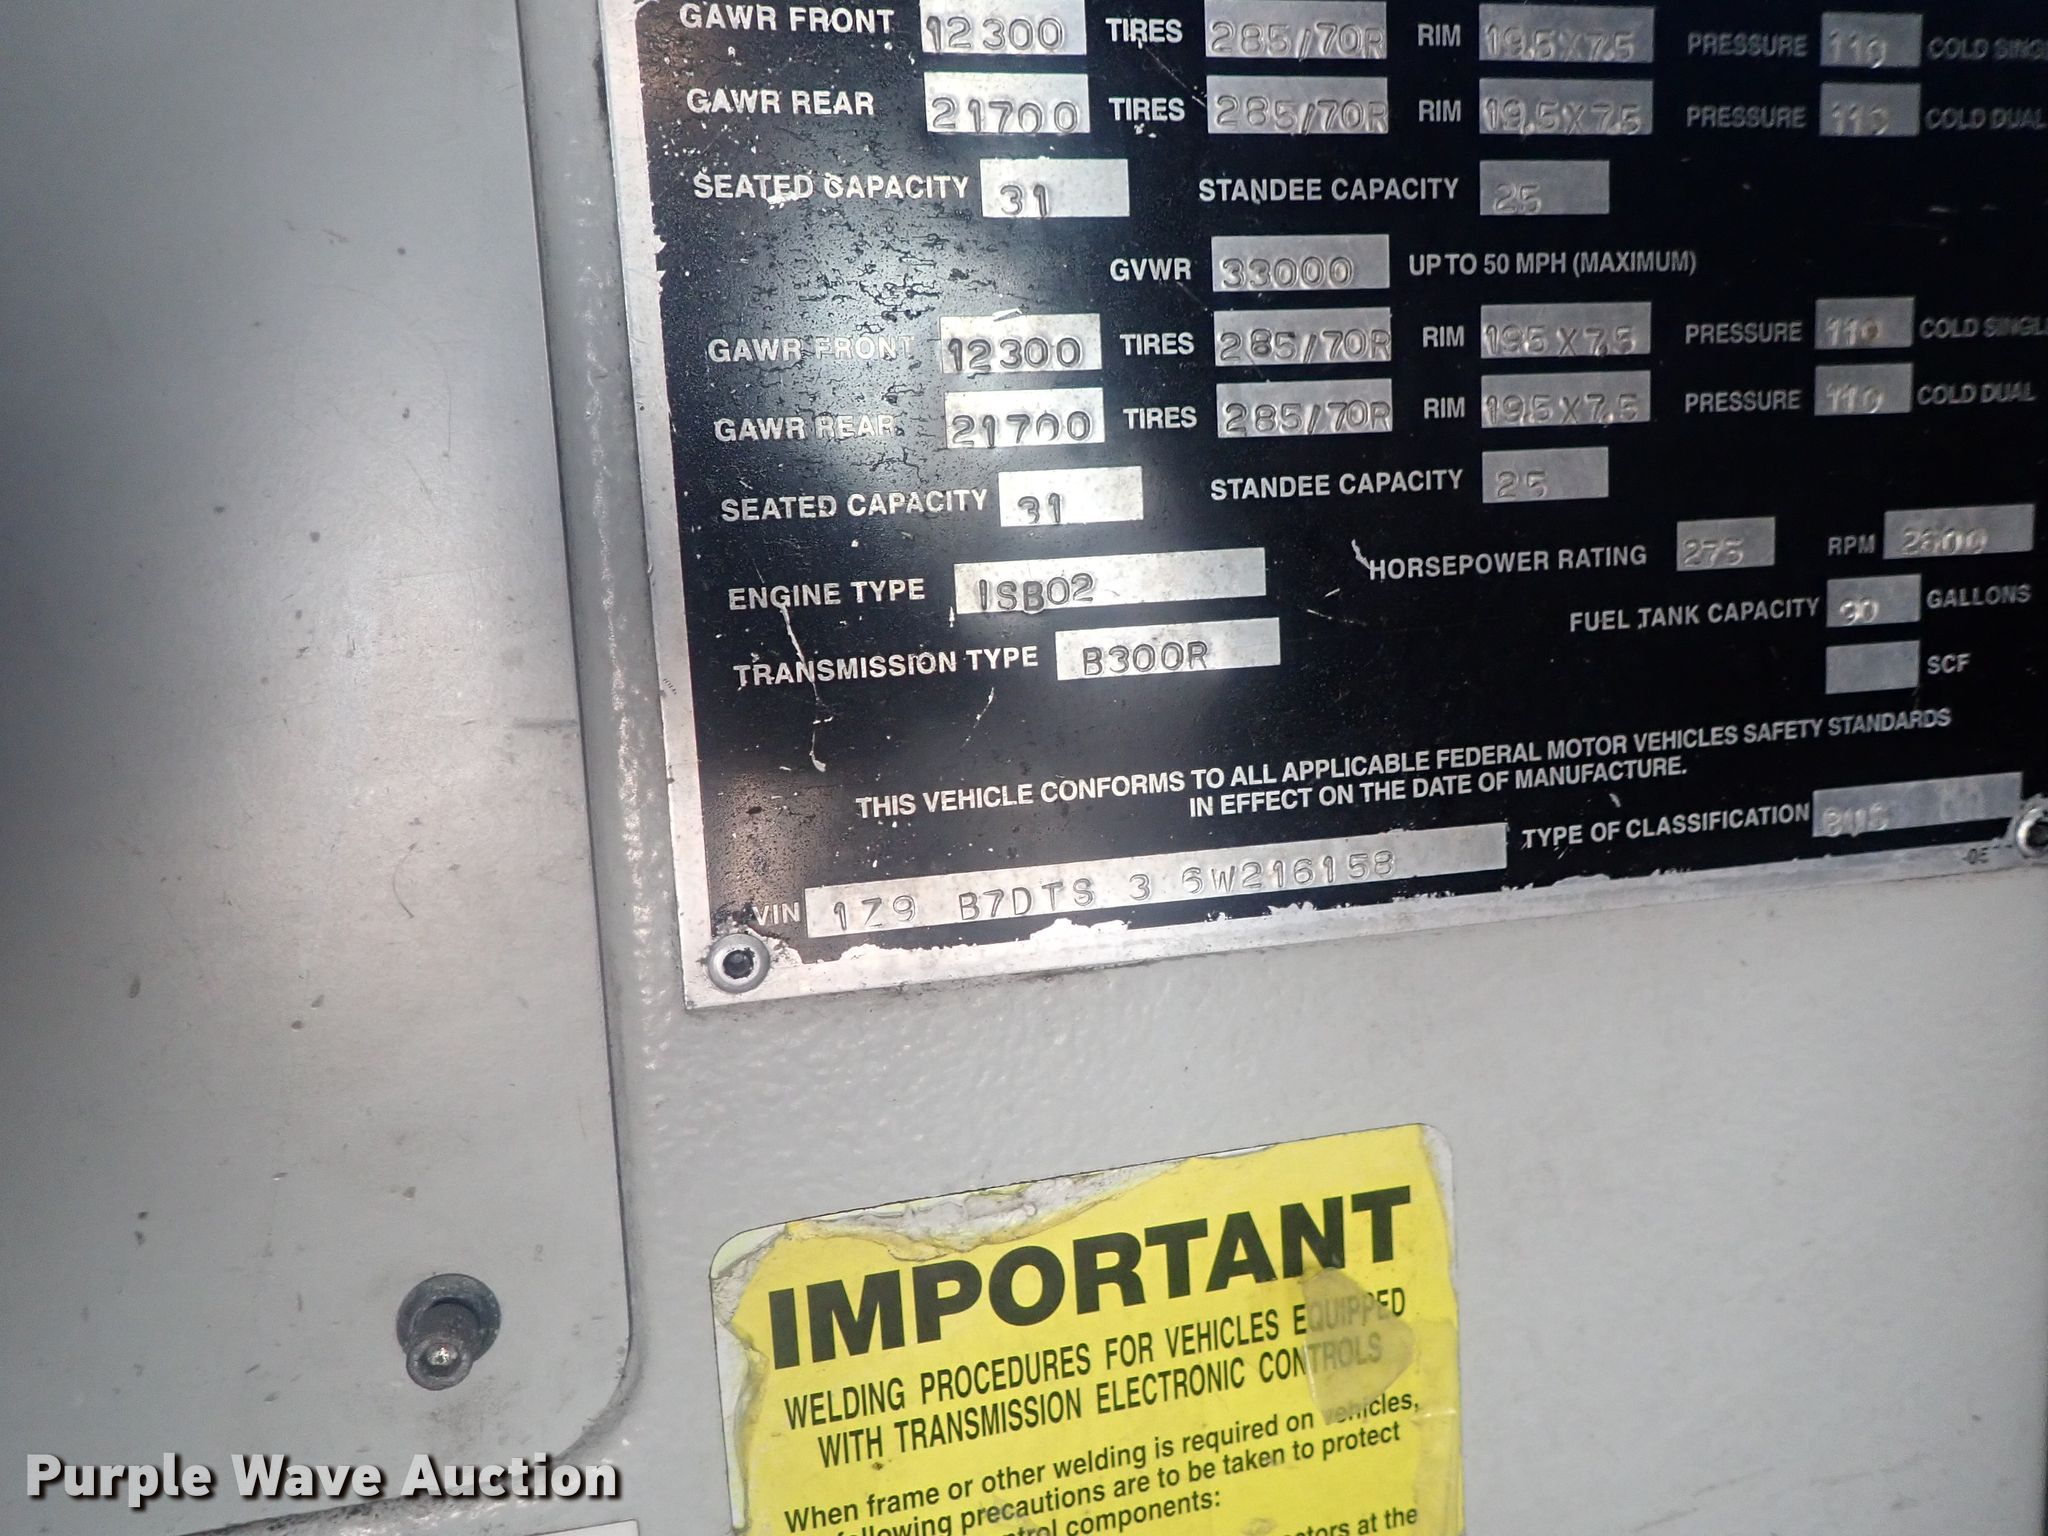 GAWR FRONT 12300 TIRES 285/70R RIM 19.5X7.5 PRESSURE 110 COLD SINGL
GAWR REAR 21700 TIRES 285/70R RIM 19.5X7.5 PRESSURE 110 COLD DUAL
SEATED CAPACITY 31 STANDEE CAPACITY 25
GVWR 33000 UP TO 50 MPH (MAXIMUM)
GAWR FRONT 12300 TIRES 285/70R RIM 19.5X7.5 PRESSURE 110 COLD SINGLE
GAWR REAR 21700 TIRES 285/70R RIM 19.5X7.5 PRESSURE 110 COLD DUAL
SEATED CAPACITY 31 STANDEE CAPACITY 25
ENGINE TYPE ISB02 HORSEPOWER RATING 275 RPM 2600
FUEL TANK CAPACITY 90 GALLONS
TRANSMISSION TYPE B300R SCF
THIS VEHICLE CONFORMS TO ALL APPLICABLE FEDERAL MOTOR VEHICLES SAFETY STANDARDS
IN EFFECT ON THE DATE OF MANUFACTURE.
TYPE OF CLASSIFICATION BUS
VIN 1Z9 B7DTS 3 6W216158
IMPORTANT
WELDING PROCEDURES FOR VEHICLES EQUIPPED
WITH TRANSMISSION ELECTRONIC CONTROLS
When frame or other welding is required on vehicles,
following precautions are to be taken to protect
components:
at the
Purple Wave Auction